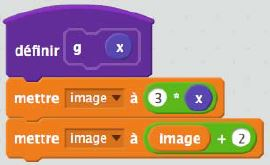 définir g x
mettre image à 3 * x
mettre image à image + 2